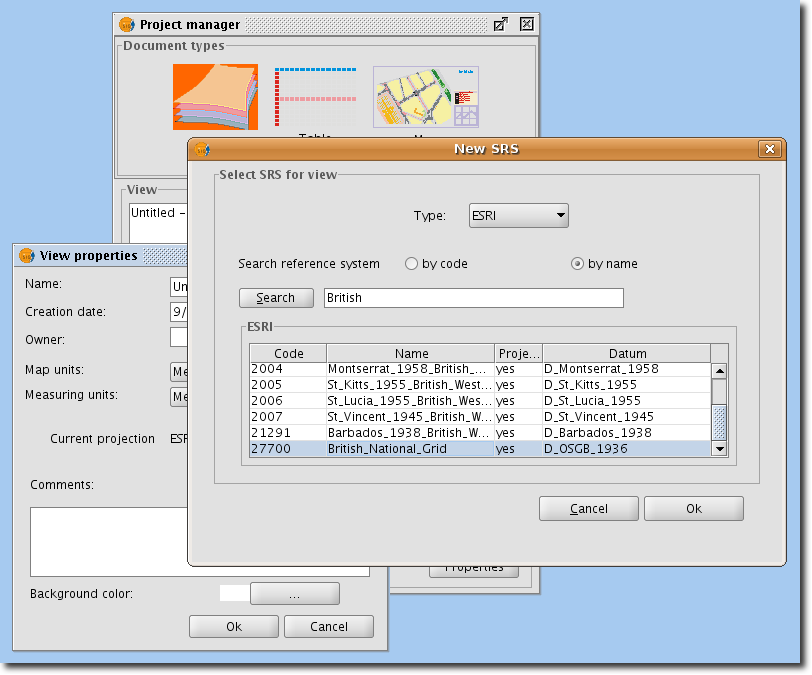 Project manager
Document types
View
Untitled -
New SRS
Select SRS for view
Type: ESRI
Search reference system by code by name
Search British
ESRI
Code Name Proje... Datum
2004 Montserrat_1958_British_... yes D_Montserrat_1958
2005 St_Kitts_1955_British_West... yes D_St_Kitts_1955
2006 St_Lucia_1955_British_Wes... yes D_St_Lucia_1955
2007 St_Vincent_1945_British_W... yes D_St_Vincent_1945
21291 Barbados_1938_British_W... yes D_Barbados_1938
27700 British_National_Grid yes D_OSGB_1936
Cancel Ok
Properties
View properties
Name: Un
Creation date: 9/
Owner:
Map units: Me
Measuring units: Me
Current projection ESR
Comments:
Background color: ...
Ok Cancel